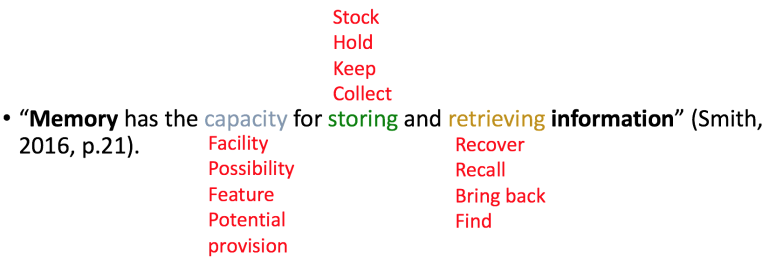 Stock
Hold
Keep
Collect
• “Memory has the capacity for storing and retrieving information” (Smith,
2016, p.21).
Facility
Possibility
Feature
Potential
provision
Recover
Recall
Bring back
Find